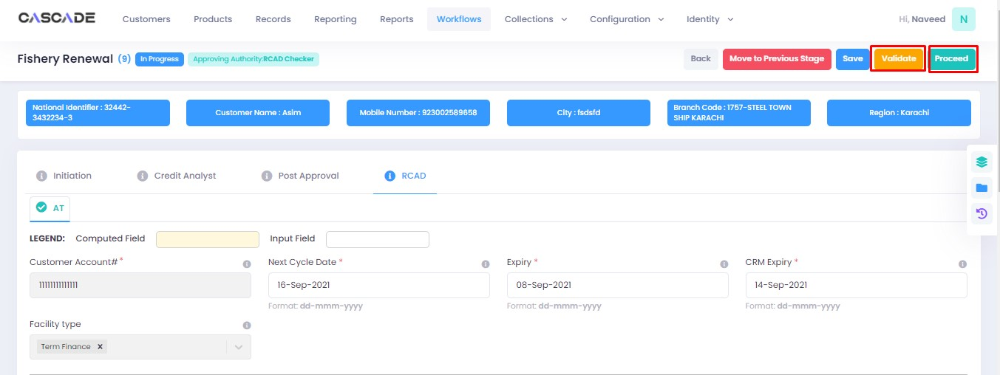 CASCADE Customers Products Records Reporting Reports Workflows Collections Configuration Identity Hi, Naveed N
Fishery Renewal (9) In Progress Approving Authority:RCAD Checker Back Move to Previous Stage Save Validate Proceed
National Identifier : 32442-
3432234-3
Customer Name : Asim
Mobile Number : 923002589658
City : fsdsfd
Branch Code : 1757-STEEL TOWN
SHIP KARACHI
Region : Karachi
Initiation Credit Analyst Post Approval RCAD
AT
LEGEND: Computed Field Input Field
Customer Account#* Next Cycle Date * Expiry * CRM Expiry *
11111111111111 16-Sep-2021 08-Sep-2021 14-Sep-2021
Format: dd-mmm-yyyy Format: dd-mmm-yyyy Format: dd-mmm-yyyy
Facility type
Term Finance ×